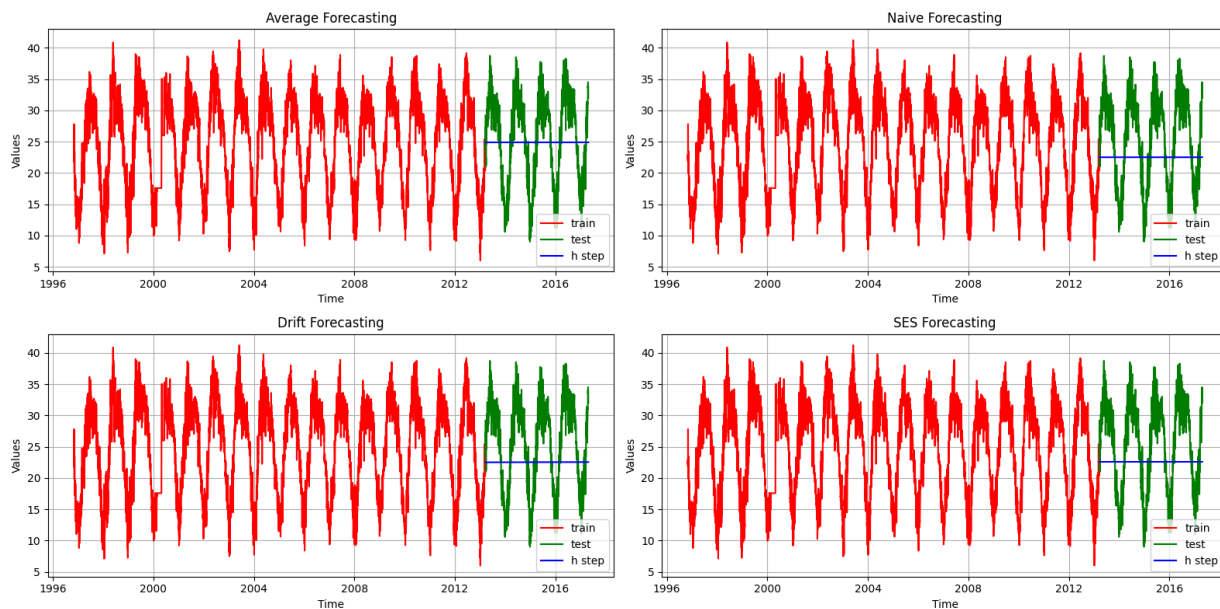 Average Forecasting
40
35
30
25
20
15
10
5
Values
1996
2000
2004
2008
2012
2016
Time
train
test
h step
Naive Forecasting
40
35
30
25
20
15
10
5
Values
1996
2000
2004
2008
2012
2016
Time
train
test
h step
Drift Forecasting
40
35
30
25
20
15
10
5
Values
1996
2000
2004
2008
2012
2016
Time
train
test
h step
SES Forecasting
40
35
30
25
20
15
10
5
Values
1996
2000
2004
2008
2012
2016
Time
train
test
h step